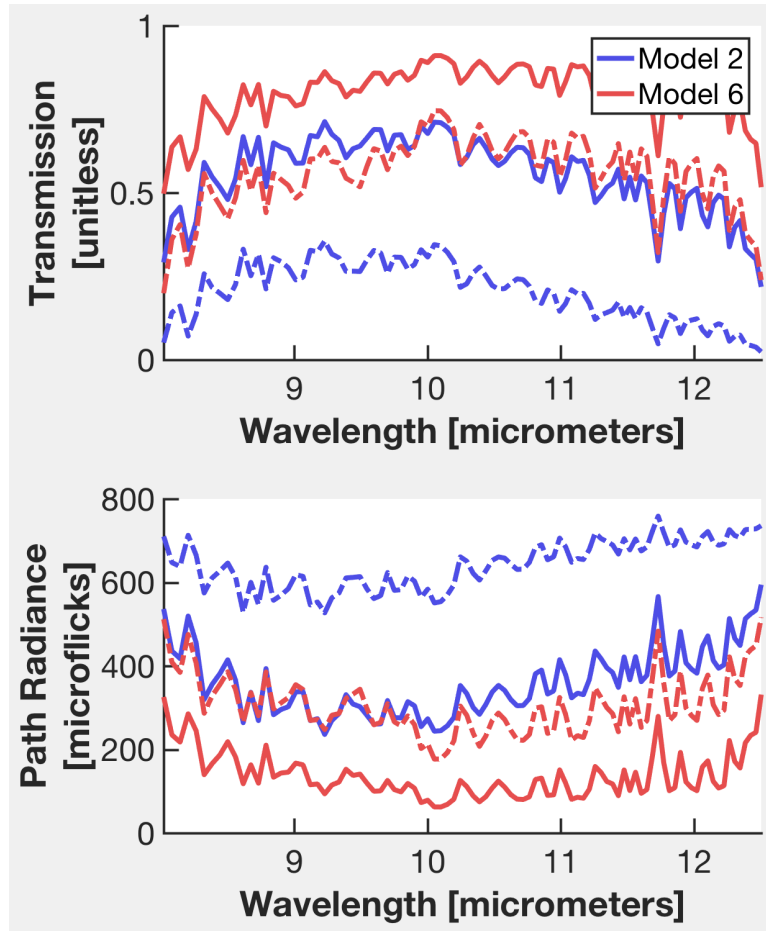 1
0.5
0
Transmission
[unitless]
Model 2
Model 6
9
10
11
12
Wavelength [micrometers]
800
600
400
200
0
Path Radiance
[microflicks]
9
10
11
12
Wavelength [micrometers]